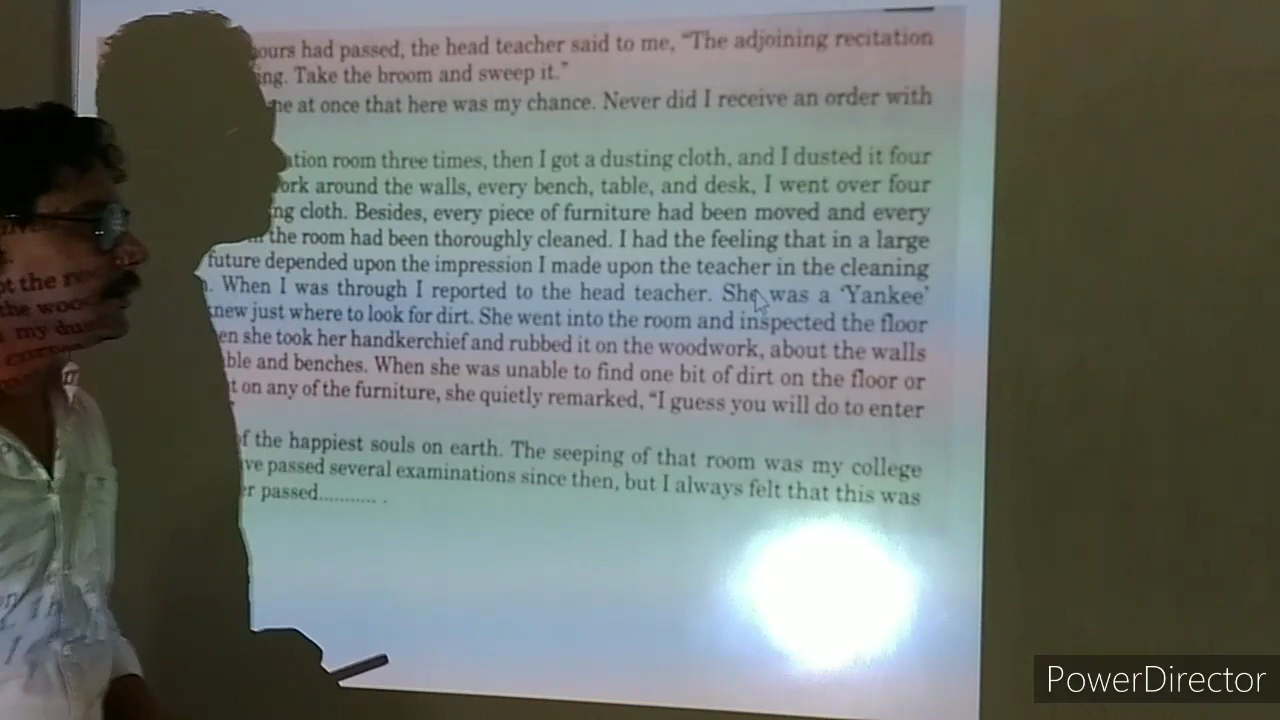 ours had passed, the head teacher said to me, “The adjoining recitation
ing. Take the broom and sweep it.”
me at once that here was my chance. Never did I receive an order with
ation room three times, then I got a dusting cloth, and I dusted it four
ork around the walls, every bench, table, and desk, I went over four
ng cloth. Besides, every piece of furniture had been moved and every
the room had been thoroughly cleaned. I had the feeling that in a large
future depended upon the impression I made upon the teacher in the cleaning
. When I was through I reported to the head teacher. She was a ‘Yankee’
new just where to look for dirt. She went into the room and inspected the floor
en she took her handkerchief and rubbed it on the woodwork, about the walls
ble and benches. When she was unable to find one bit of dirt on the floor or
t on any of the furniture, she quietly remarked, “I guess you will do to enter
f the happiest souls on earth. The seeping of that room was my college
ve passed several examinations since then, but I always felt that this was
r passed........... .
PowerDirector